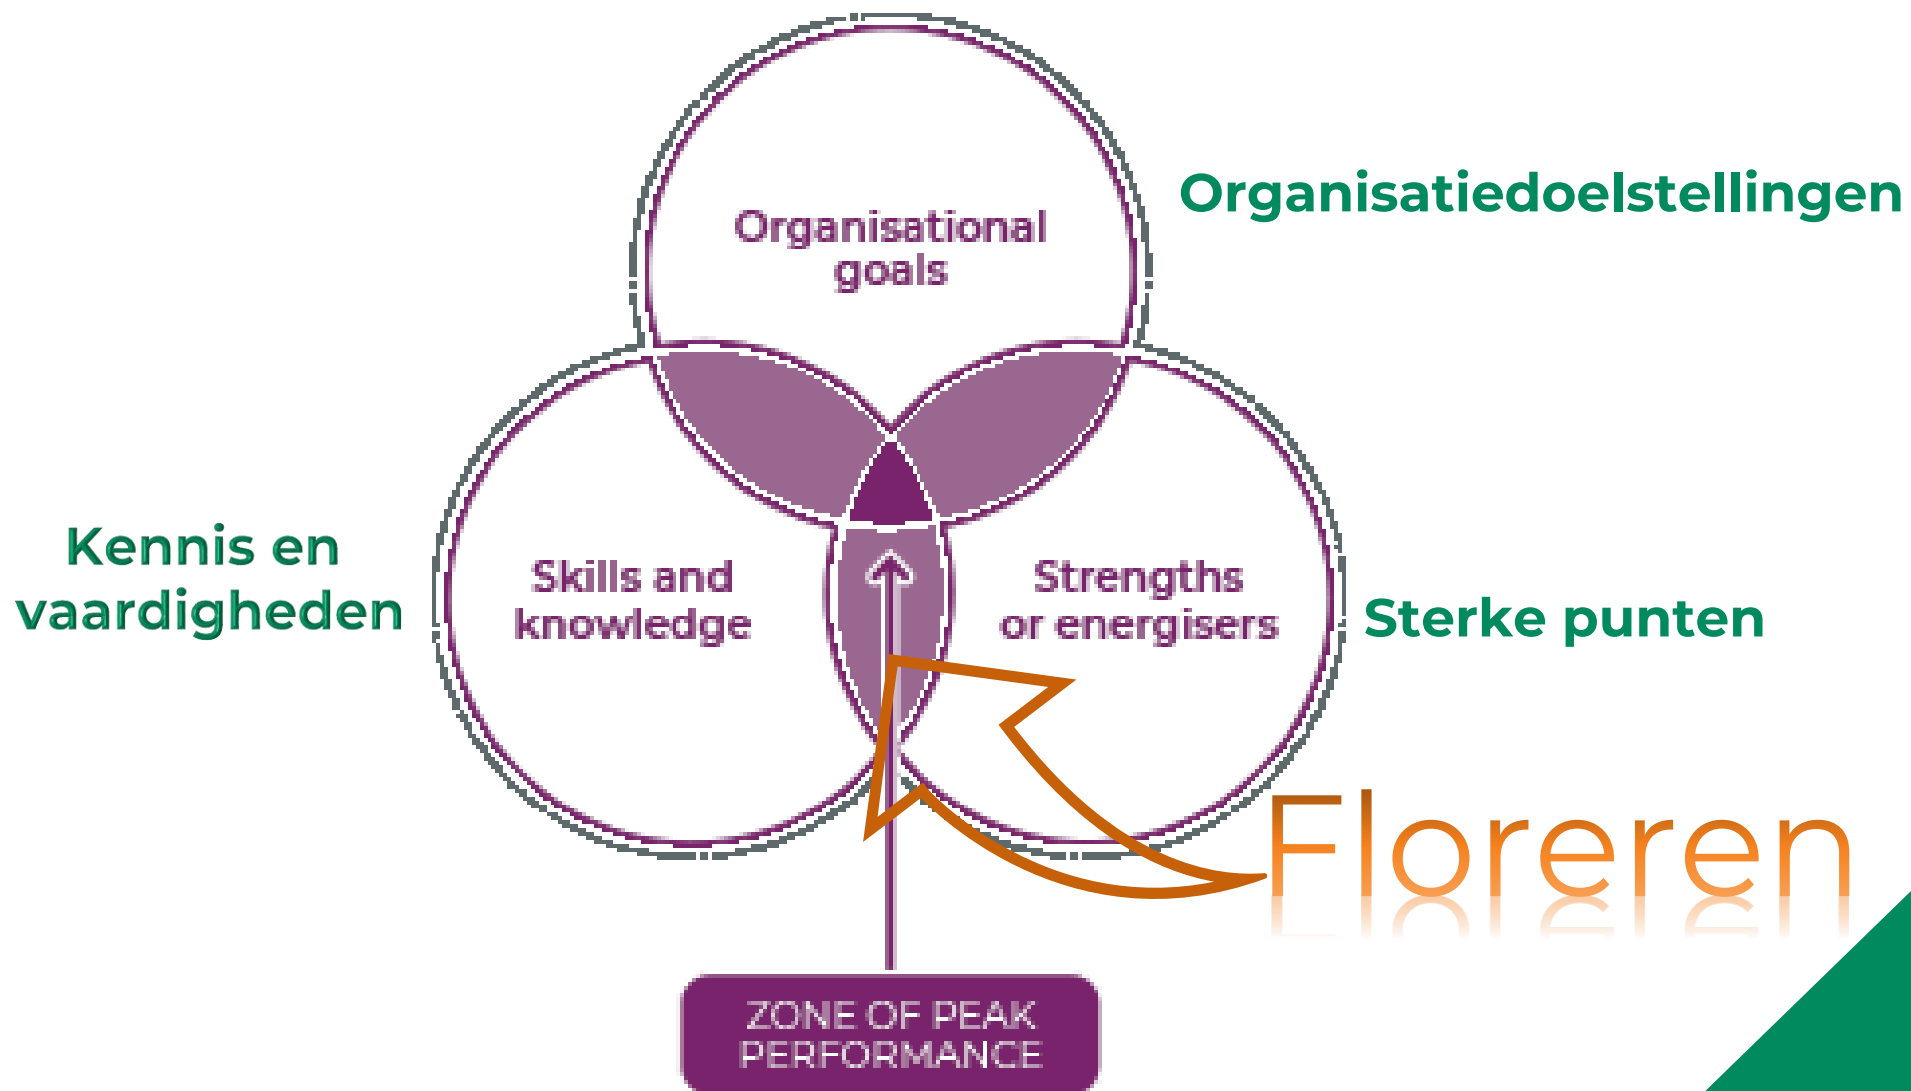 Organisational
goals
Organisatiedoelstellingen
Kennis en
vaardigheden
Skills and
knowledge
Strengths
or energisers
Sterke punten
Floreren
ZONE OF PEAK
PERFORMANCE